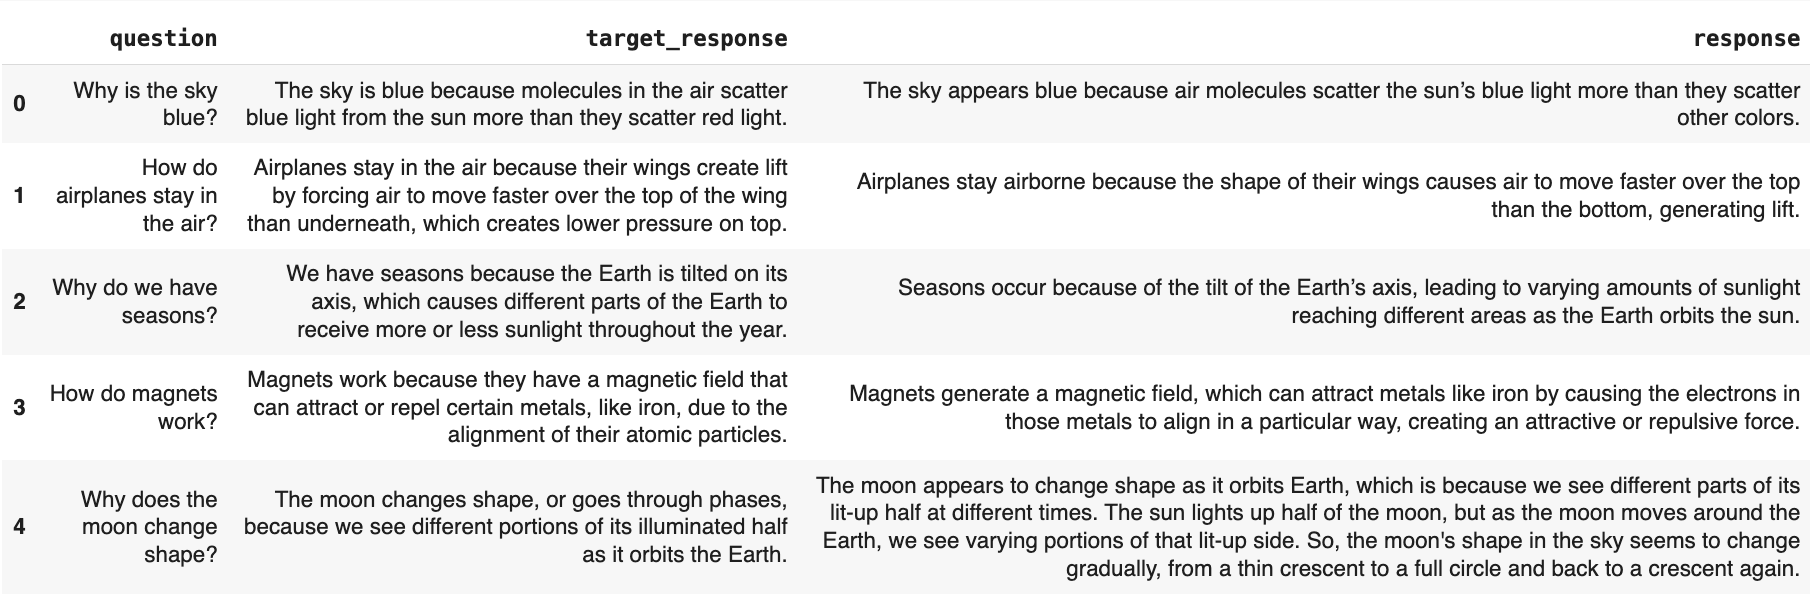 question target_response response
0
Why is the sky
blue?
The sky is blue because molecules in the air scatter
blue light from the sun more than they scatter red light.
The sky appears blue because air molecules scatter the sun’s blue light more than they scatter
other colors.
1
How do
airplanes stay in
the air?
Airplanes stay in the air because their wings create lift
by forcing air to move faster over the top of the wing
than underneath, which creates lower pressure on top.
Airplanes stay airborne because the shape of their wings causes air to move faster over the top
than the bottom, generating lift.
2
Why do we have
seasons?
We have seasons because the Earth is tilted on its
axis, which causes different parts of the Earth to
receive more or less sunlight throughout the year.
Seasons occur because of the tilt of the Earth’s axis, leading to varying amounts of sunlight
reaching different areas as the Earth orbits the sun.
3
How do magnets
work?
Magnets work because they have a magnetic field that
can attract or repel certain metals, like iron, due to the
alignment of their atomic particles.
Magnets generate a magnetic field, which can attract metals like iron by causing the electrons in
those metals to align in a particular way, creating an attractive or repulsive force.
4
Why does the
moon change
shape?
The moon changes shape, or goes through phases,
because we see different portions of its illuminated half
as it orbits the Earth.
The moon appears to change shape as it orbits Earth, which is because we see different parts of its
lit-up half at different times. The sun lights up half of the moon, but as the moon moves around the
Earth, we see varying portions of that lit-up side. So, the moon's shape in the sky seems to change
gradually, from a thin crescent to a full circle and back to a crescent again.